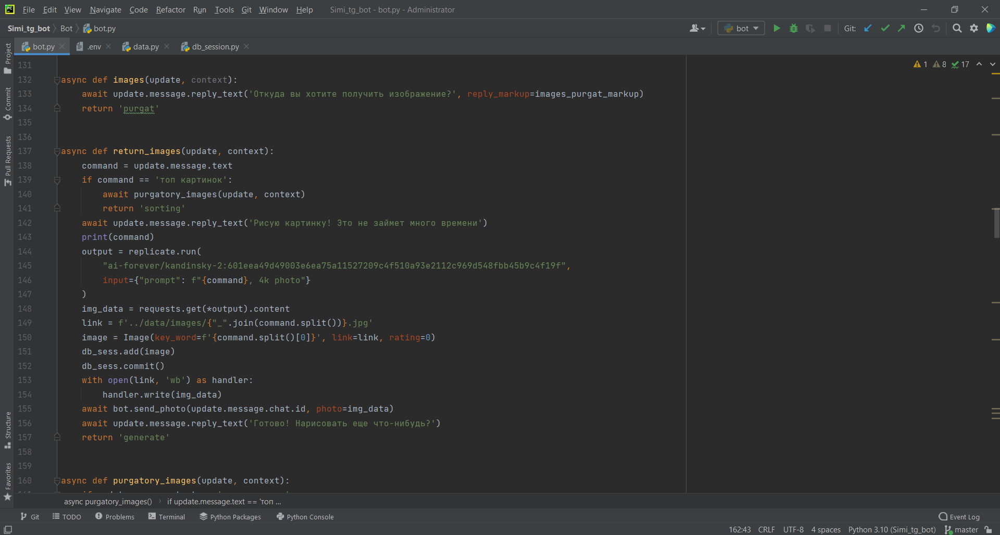 File Edit View Navigate Code Refactor Run Tools Git Window Help Simi_tg_bot - bot.py - Administrator
Simi_tg_bot Bot bot.py bot Git:
bot.py .env data.py db_session.py
Project
Commit
Pull Requests
Structure
Favorites
1 8 17
131
132 async def images(update, context):
133 await update.message.reply_text('Откуда вы хотите получить изображение?', reply_markup=images_purgat_markup)
134 return 'purgat'
135
136
137 async def return_images(update, context):
138 command = update.message.text
139 if command == 'топ картинок':
140 await purgatory_images(update, context)
141 return 'sorting'
142 await update.message.reply_text('Рисую картинку! Это не займет много времени')
143 print(command)
144 output = replicate.run(
145 "ai-forever/kandinsky-2:601eea49d49003e6ea75a11527209c4f510a93e2112c969d548fbb45b9c4f19f",
146 input={"prompt": f"{command}, 4k photo"}
147 )
148 img_data = requests.get(*output).content
149 link = f'../data/images/{"_".join(command.split())}.jpg'
150 image = Image(key_word=f'{command.split()[0]}', link=link, rating=0)
151 db_sess.add(image)
152 db_sess.commit()
153 with open(link, 'wb') as handler:
154 handler.write(img_data)
155 await bot.send_photo(update.message.chat.id, photo=img_data)
156 await update.message.reply_text('Готово! Нарисовать еще что-нибудь?')
157 return 'generate'
158
159
160 async def purgatory_images(update, context):
async purgatory_images() if update.message.text == 'топ ...
Git TODO Problems Terminal Python Packages Python Console Event Log
162:43 CRLF UTF-8 4 spaces Python 3.10 (Simi_tg_bot) master